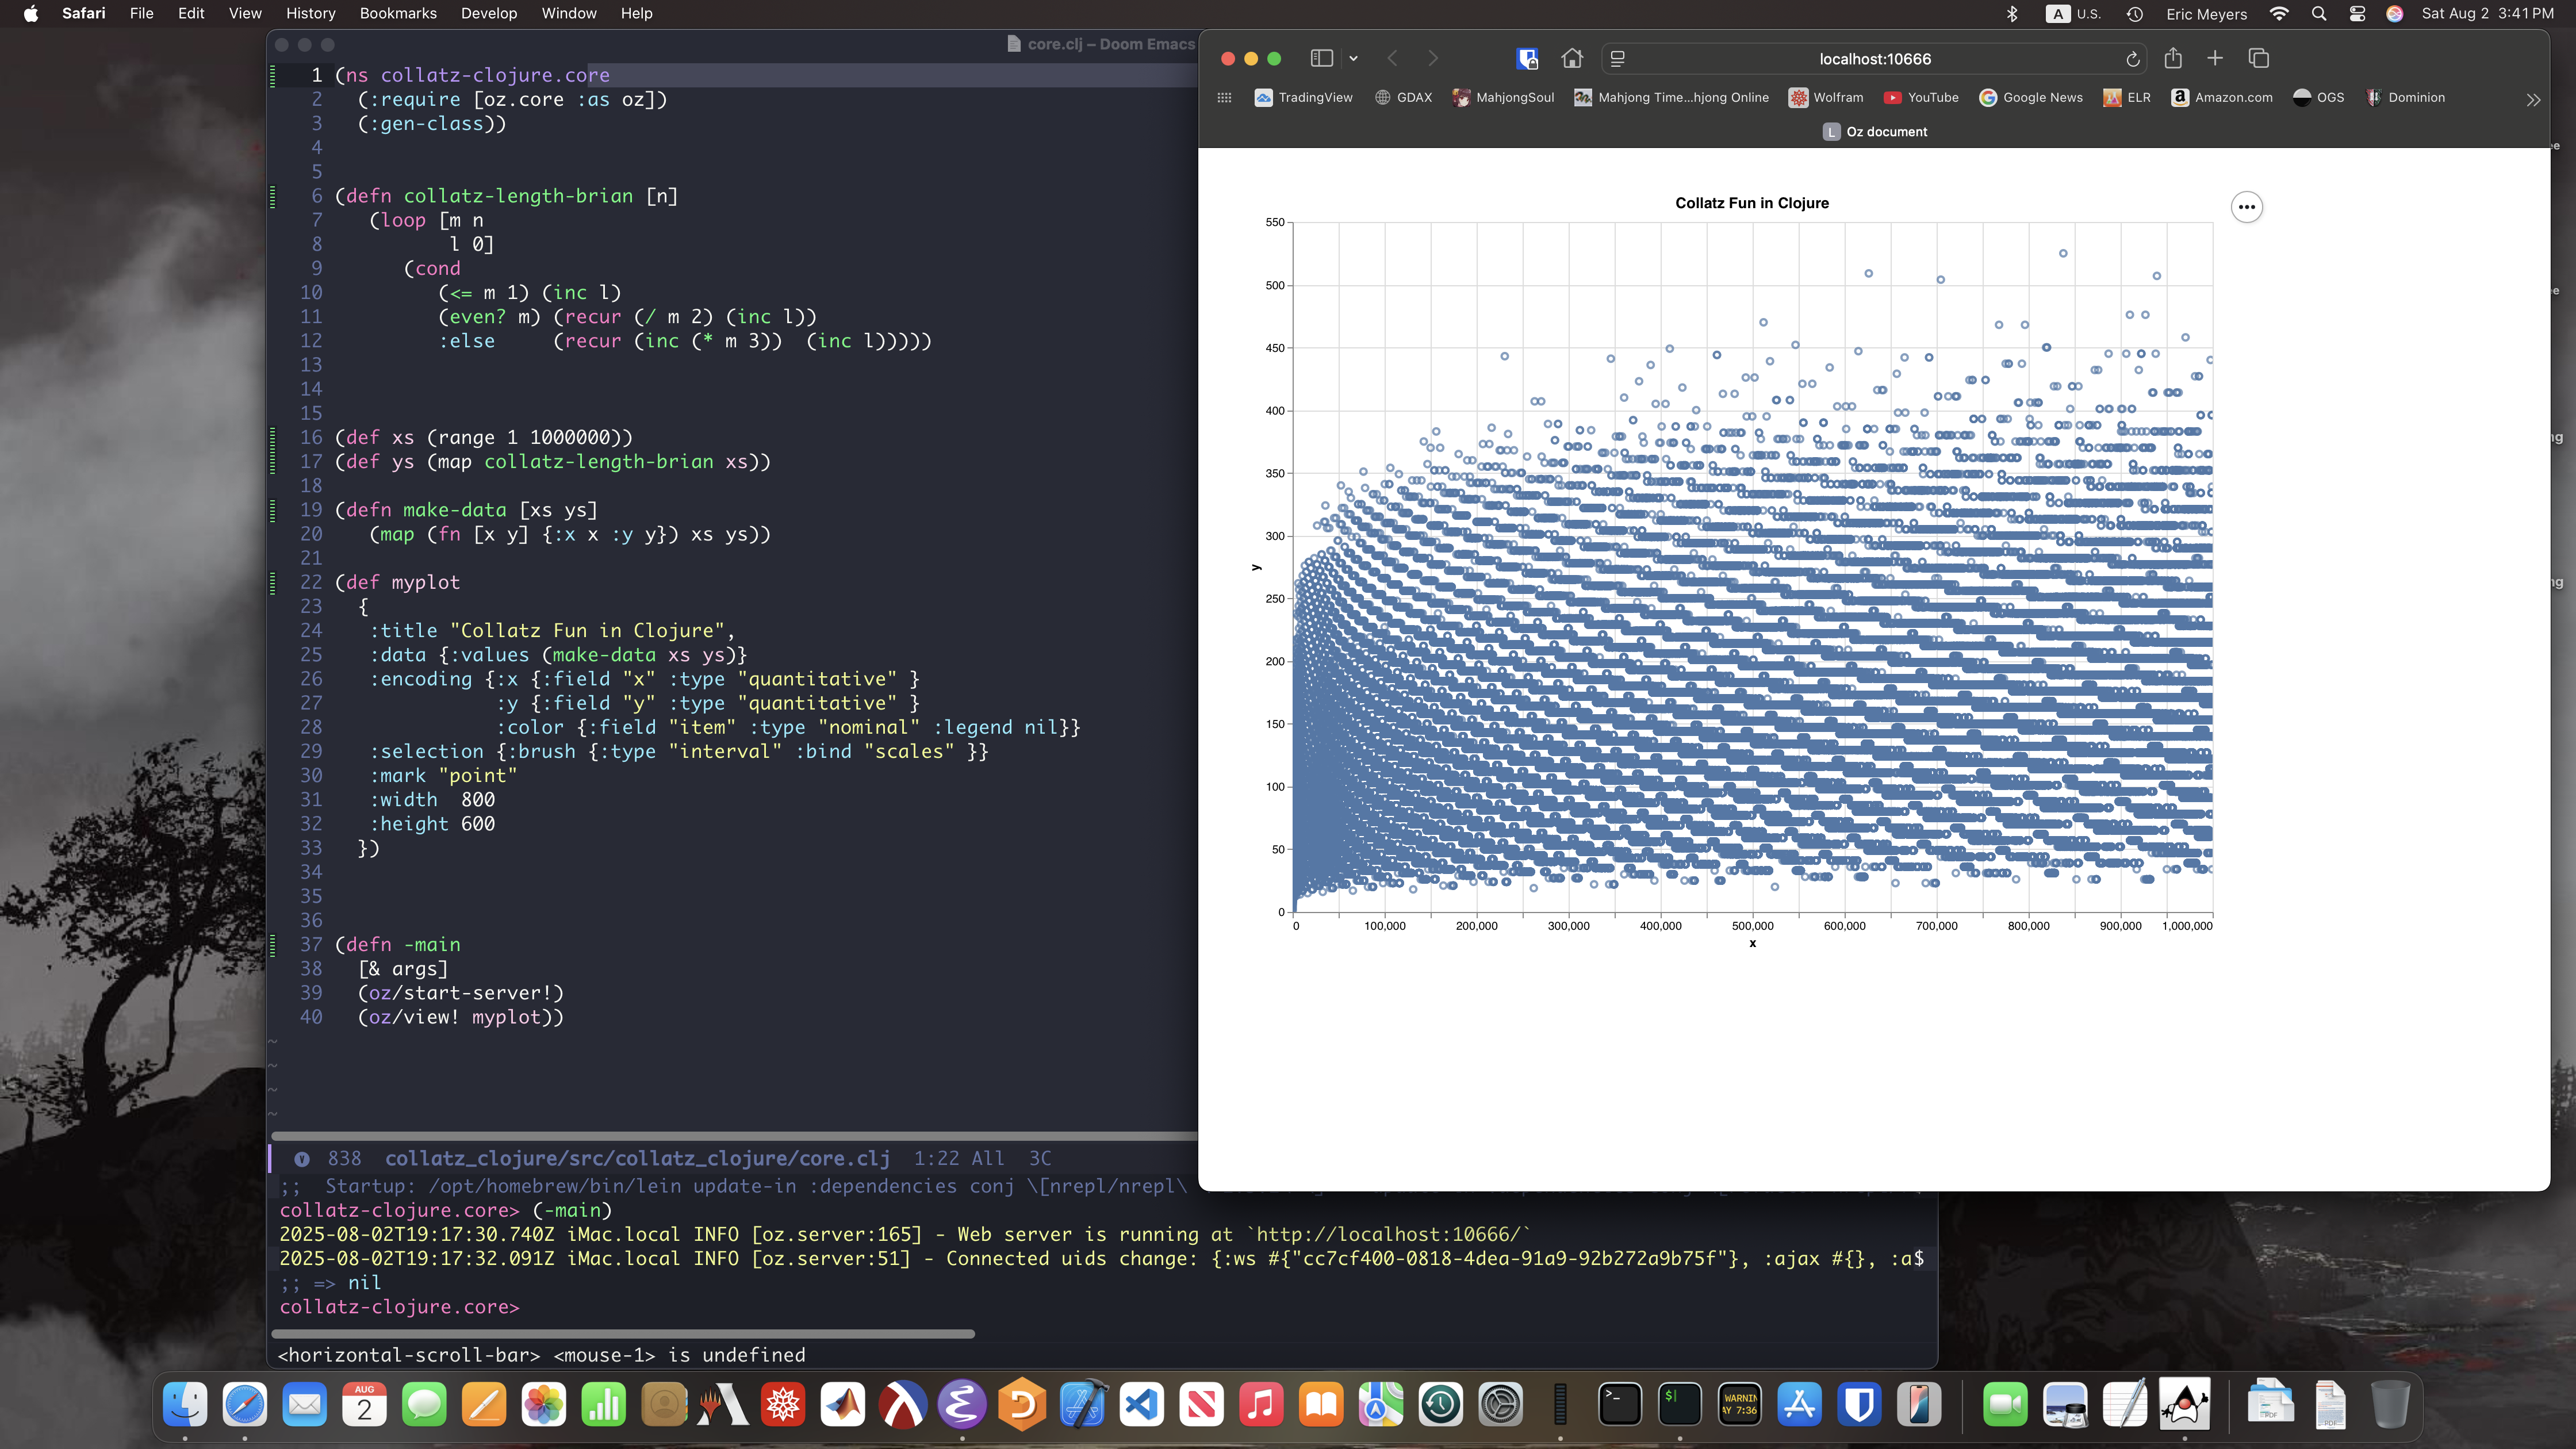 Safari File Edit View History Bookmarks Develop Window Help
A U.S. Eric Meyers Sat Aug 2 3:41 PM
core.clj – Doom Emacs
1 (ns collatz-clojure.core
2 (:require [oz.core :as oz])
3 (:gen-class))
4
5
6 (defn collatz-length-brian [n]
7 (loop [m n
8 l 0]
9 (cond
10 (<= m 1) (inc l)
11 (even? m) (recur (/ m 2) (inc l))
12 :else (recur (inc (* m 3)) (inc l)))))
13
14
15
16 (def xs (range 1 1000000))
17 (def ys (map collatz-length-brian xs))
18
19 (defn make-data [xs ys]
20 (map (fn [x y] {:x x :y y}) xs ys))
21
22 (def myplot
23 {
24 :title "Collatz Fun in Clojure",
25 :data {:values (make-data xs ys)}
26 :encoding {:x {:field "x" :type "quantitative" }
27 :y {:field "y" :type "quantitative" }
28 :color {:field "item" :type "nominal" :legend nil}}
29 :selection {:brush {:type "interval" :bind "scales" }}
30 :mark "point"
31 :width 800
32 :height 600
33 })
34
35
36
37 (defn -main
38 [& args]
39 (oz/start-server!)
40 (oz/view! myplot))
~
~
~
~
V 838 collatz_clojure/src/collatz_clojure/core.clj 1:22 All 3C
;; Startup: /opt/homebrew/bin/lein update-in :dependencies conj \[nrepl/nrepl\
collatz-clojure.core> (-main)
2025-08-02T19:17:30.740Z iMac.local INFO [oz.server:165] - Web server is running at `http://localhost:10666/`
2025-08-02T19:17:32.091Z iMac.local INFO [oz.server:51] - Connected uids change: {:ws #{"cc7cf400-0818-4dea-91a9-92b272a9b75f"}, :ajax #{}, :a$
;; => nil
collatz-clojure.core>
<horizontal-scroll-bar> <mouse-1> is undefined
localhost:10666
TradingView GDAX MahjongSoul Mahjong Time...hjong Online Wolfram YouTube Google News ELR Amazon.com OGS Dominion
L Oz document
Collatz Fun in Clojure
550
500
450
400
350
300
250
200
150
100
50
0
y
0 100,000 200,000 300,000 400,000 500,000 600,000 700,000 800,000 900,000 1,000,000
x
AUG
2
WARNIN
AY 7:36
PDF
PDF